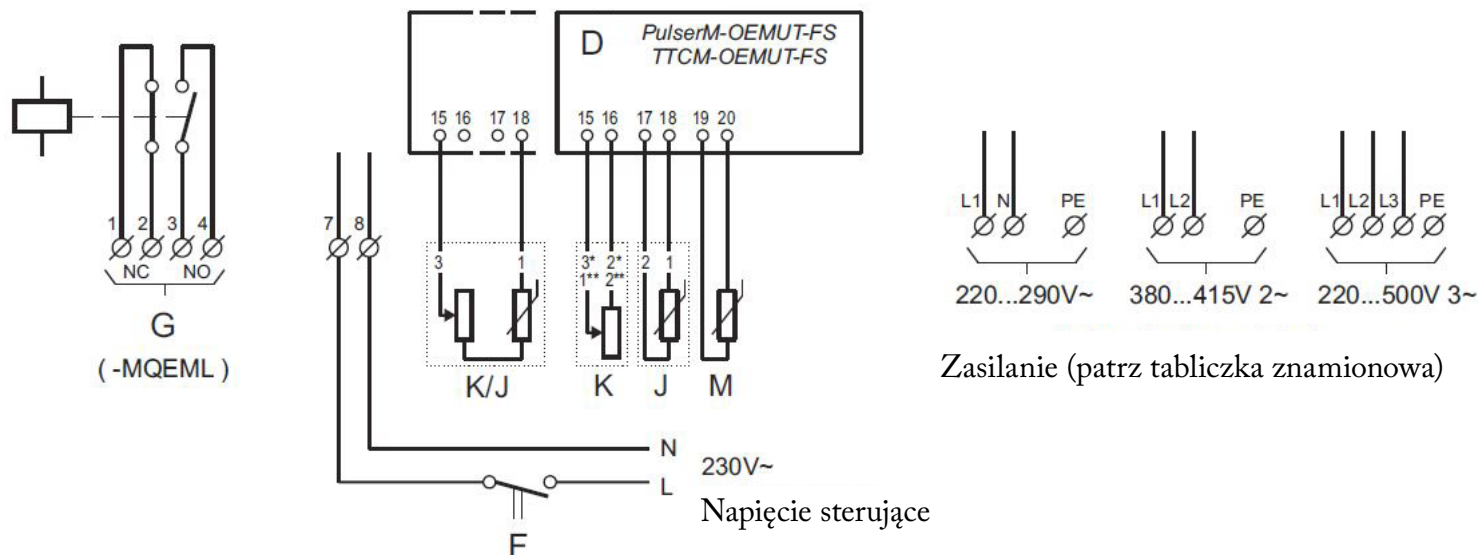 D PulserM-OEMUT-FS
TTCM-OEMUT-FS
15 16 17 18
15 16 17 18 19 20
1 2 3 4
NC NO
G
( -MQEML )
7 8
3 1
3* 2* 2 1
1** 2**
K/J K J M
L1 N PE
220...290V~
L1 L2 PE
380...415V 2~
L1 L2 L3 PE
220...500V 3~
Zasilanie (patrz tabliczka znamionowa)
N
230V~
L
Napięcie sterujące
F